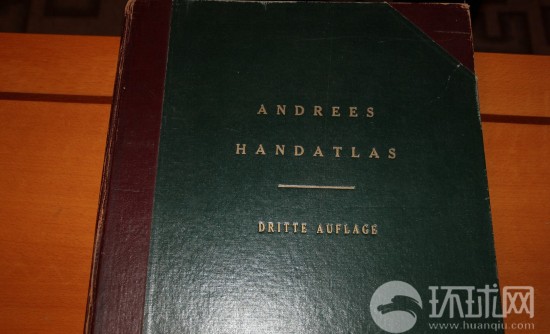 ANDREES
HANDATLAS
DRITTE AUFLAGE
环球网
www.huanqiu.com